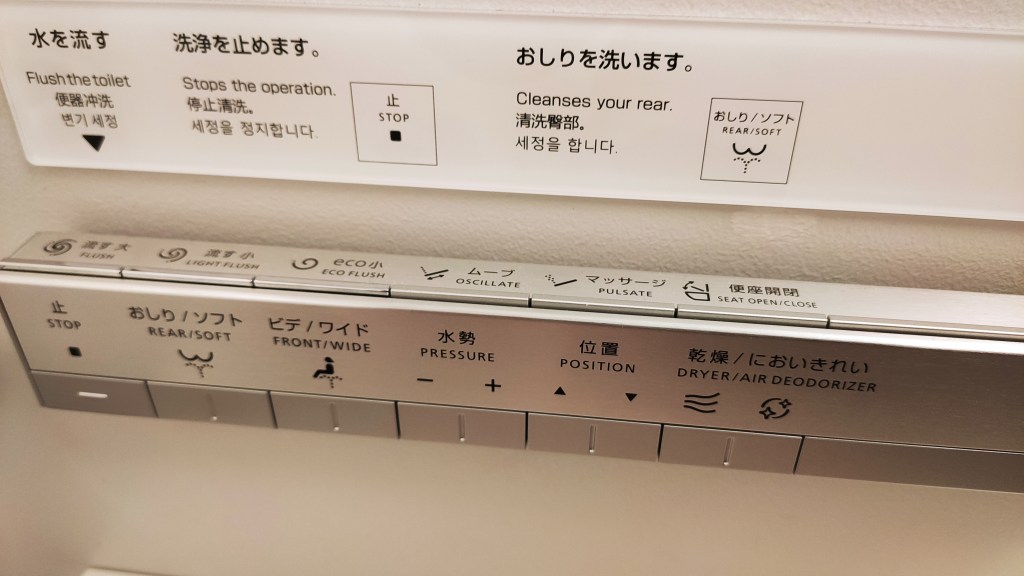 水を流す
Flush the toilet
便器冲洗
변기 세정
洗浄を止めます。
Stops the operation.
停止清洗。
세정을 정지합니다.
止
STOP
おしりを洗います。
Cleanses your rear.
清洗臀部。
세정을 합니다.
おしり/ソフト
REAR/SOFT
流す 大
FLUSH
流す 小
LIGHT FLUSH
eco小
ECO FLUSH
ムーブ
OSCILLATE
マッサージ
PULSATE
便座開閉
SEAT OPEN/CLOSE
止
STOP
おしり/ソフト
REAR/SOFT
ビデ/ワイド
FRONT/WIDE
水勢
PRESSURE
− +
位置
POSITION
▲ ▼
乾燥/においきれい
DRYER/AIR DEODORIZER